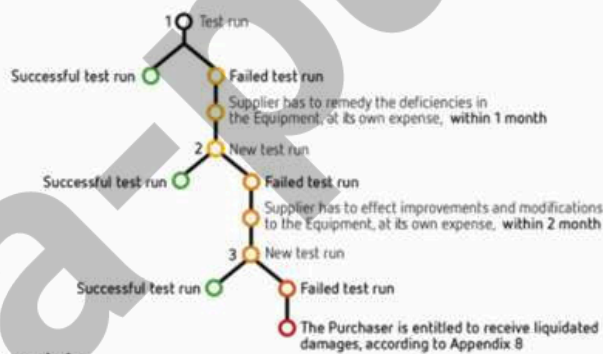 1 Test run
Successful test run
Failed test run
Supplier has to remedy the deficiencies in
the Equipment, at its own expense, within 1 month
2 New test run
Successful test run
Failed test run
Supplier has to effect improvements and modifications
to the Equipment, at its own expense, within 2 month
3 New test run
Successful test run
Failed test run
The Purchaser is entitled to receive liquidated
damages, according to Appendix 8